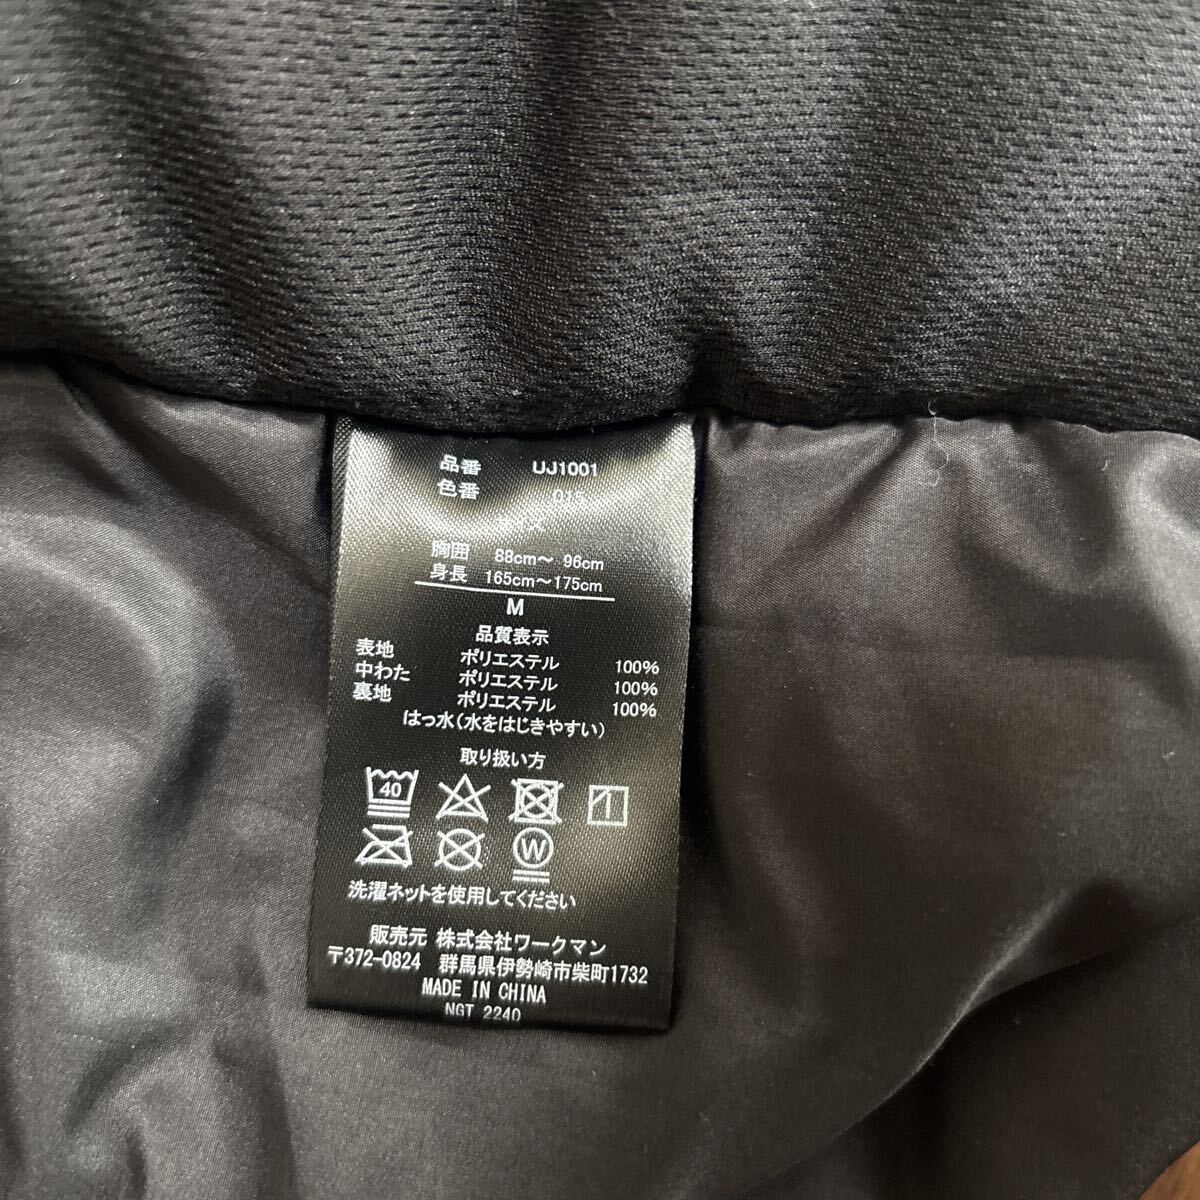 品番 UJ1001
色番 015
サイズ
胸囲 88cm～ 96cm
身長 165cm～175cm
M
品質表示
表地 ポリエステル 100%
中わた ポリエステル 100%
裏地 ポリエステル 100%
はっ水(水をはじきやすい)
取り扱い方
40
W
洗濯ネットを使用してください
販売元 株式会社ワークマン
〒372-0824 群馬県伊勢崎市柴町1732
MADE IN CHINA
NGT 2240